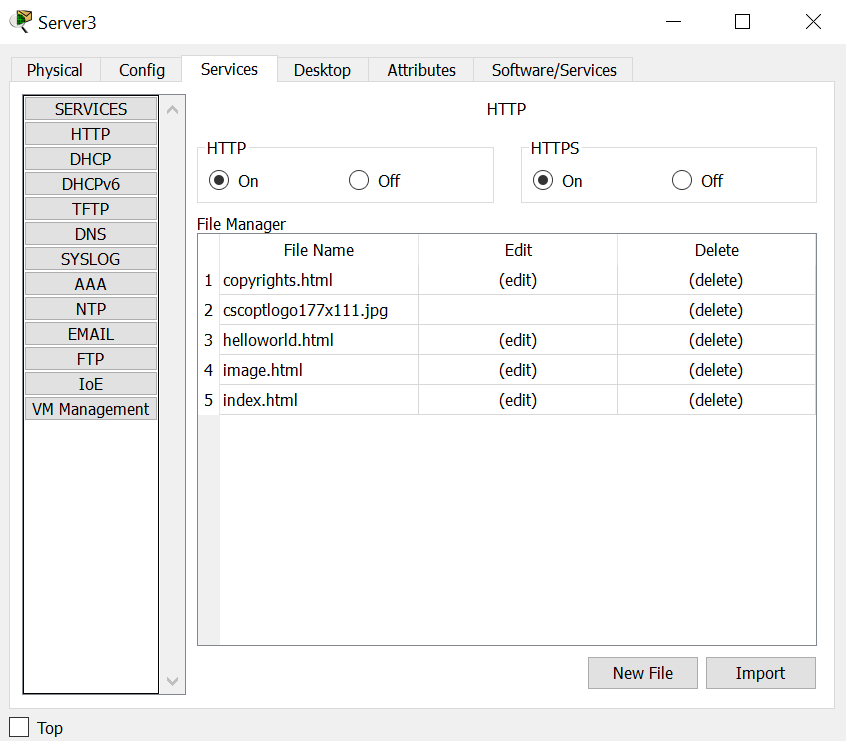 Server3
Physical Config Services Desktop Attributes Software/Services
SERVICES
HTTP
DHCP
DHCPv6
TFTP
DNS
SYSLOG
AAA
NTP
EMAIL
FTP
IoE
VM Management
HTTP
HTTP
On Off
HTTPS
On Off
File Manager
File Name Edit Delete
1 copyrights.html (edit) (delete)
2 cscoptlogo177x111.jpg (delete)
3 helloworld.html (edit) (delete)
4 image.html (edit) (delete)
5 index.html (edit) (delete)
New File Import
Top